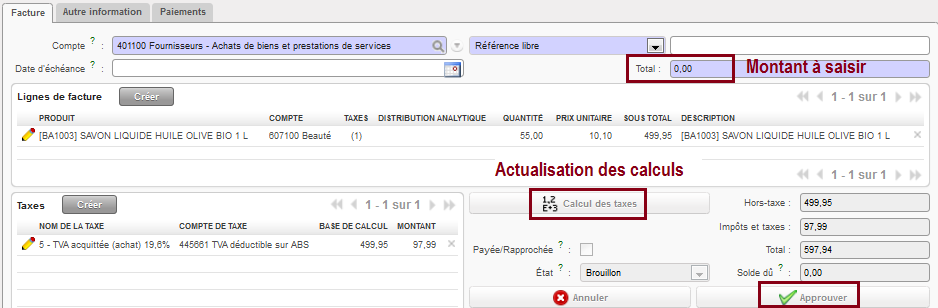 Facture Autre information Paiements
Compte ? : 401100 Fournisseurs - Achats de biens et prestations de services Référence libre
Date d'échéance ? : Total : 0,00 Montant à saisir
Lignes de facture Créer 1 - 1 sur 1
PRODUIT COMPTE TAXES DISTRIBUTION ANALYTIQUE QUANTITÉ PRIX UNITAIRE SOUS TOTAL DESCRIPTION
[BA1003] SAVON LIQUIDE HUILE OLIVE BIO 1 L 607100 Beauté (1) 55,00 10,10 499,95 [BA1003] SAVON LIQUIDE HUILE OLIVE BIO 1 L
Actualisation des calculs 1 - 1 sur 1
Taxes Créer 1 - 1 sur 1 1,2 E+3 Calcul des taxes Hors-taxe : 499,95
NOM DE LA TAXE COMPTE DE TAXE BASE DE CALCUL MONTANT Impôts et taxes : 97,99
5 - TVA acquittée (achat) 19,6% 445661 TVA déductible sur ABS 499,95 97,99 Payée/Rapprochée ? : Total : 597,94
État ? : Brouillon Solde dû ? : 0,00
Annuler Approuver